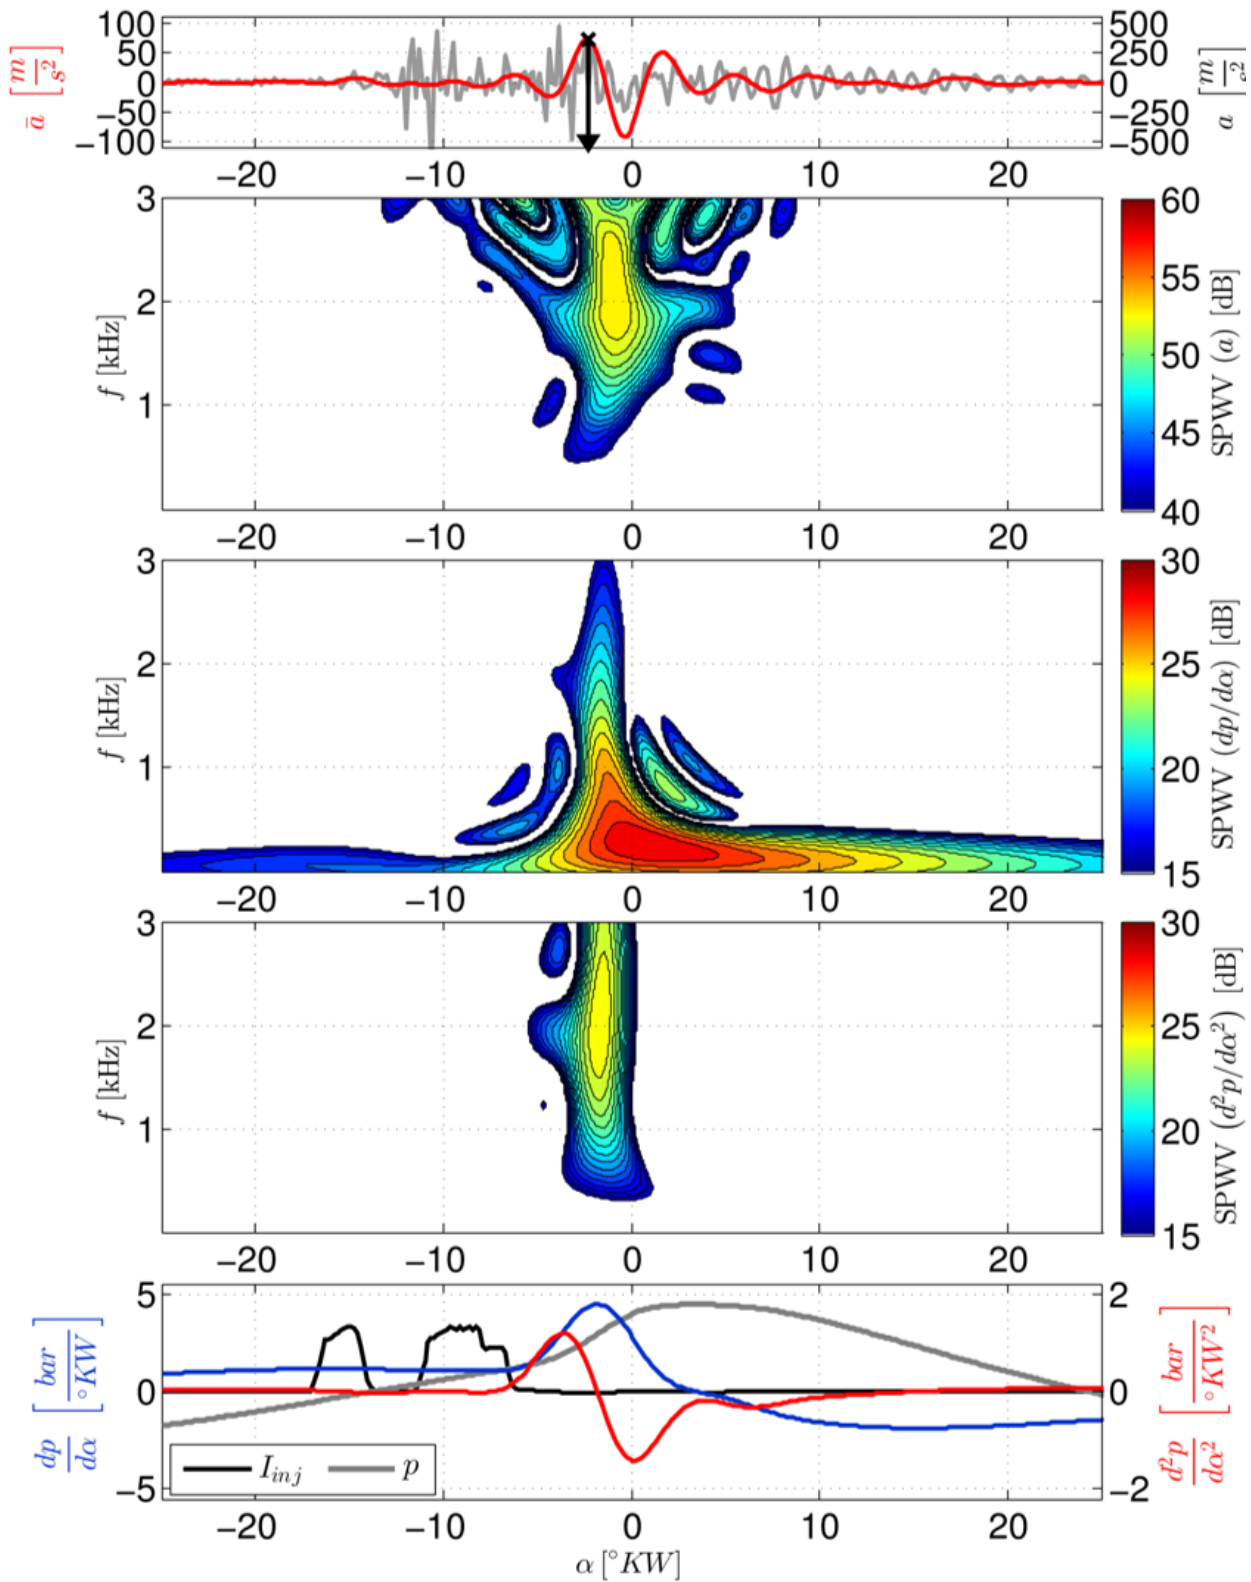 ā [m/s²]
100
50
0
−50
−100
500
250
0
−250
−500
a [m/s²]
−20 −10 0 10 20
f [kHz]
3
2
1
60
55
50
45
40
SPWV (a) [dB]
−20 −10 0 10 20
f [kHz]
3
2
1
30
25
20
15
SPWV (dp/dα) [dB]
−20 −10 0 10 20
f [kHz]
3
2
1
30
25
20
15
SPWV (d²p/dα²) [dB]
−20 −10 0 10 20
dp/dα [bar/°KW]
5
0
−5
I_inj p
2
0
−2
d²p/dα² [bar/°KW²]
−20 −10 0 10 20
α [°KW]